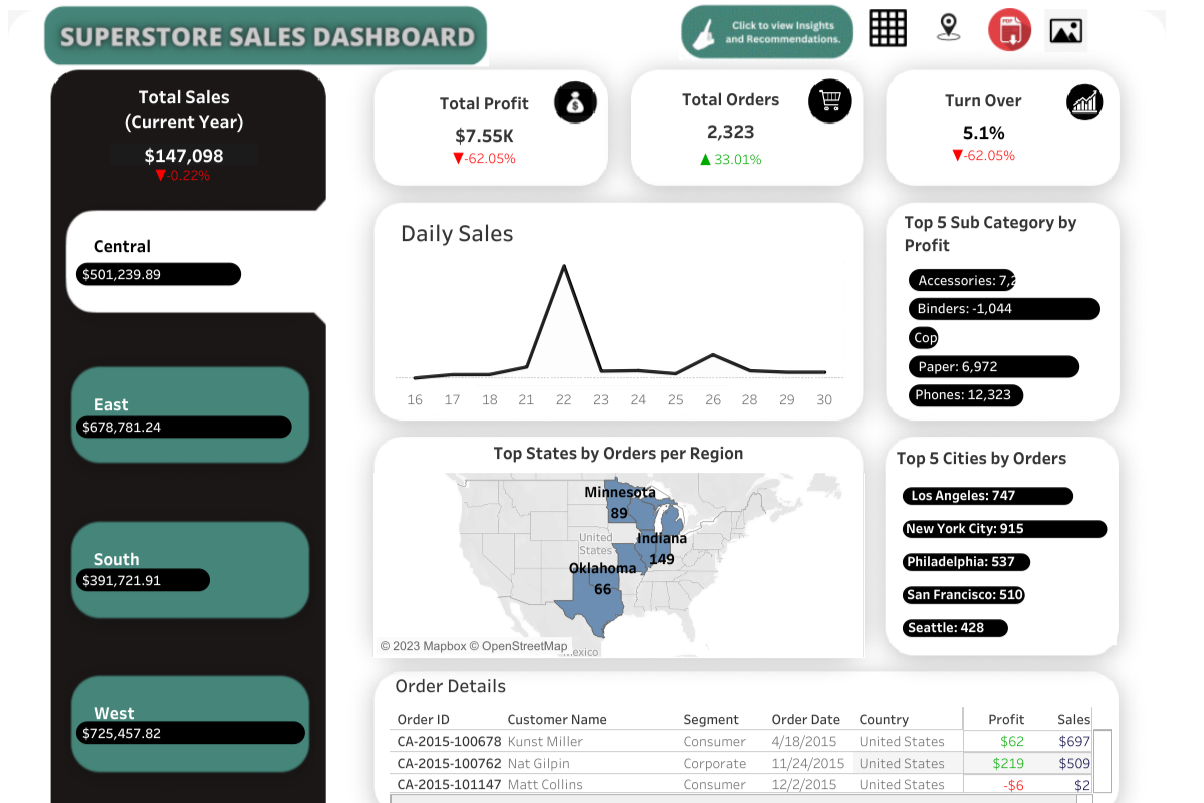 SUPERSTORE SALES DASHBOARD
Click to view Insights
and Recommendations.
PDF
Total Sales
(Current Year)
$147,098
▼-0.22%
Central
$501,239.89
East
$678,781.24
South
$391,721.91
West
$725,457.82
Total Profit
$7.55K
▼-62.05%
Total Orders
2,323
▲ 33.01%
Turn Over
5.1%
▼-62.05%
Daily Sales
16 17 18 21 22 23 24 25 26 28 29 30
Top 5 Sub Category by
Profit
Accessories: 7,2
Binders: -1,044
Cop
Paper: 6,972
Phones: 12,323
Top States by Orders per Region
Minnesota
89
United
States
Indiana
149
Oklahoma
66
Mexico
© 2023 Mapbox © OpenStreetMap
Top 5 Cities by Orders
Los Angeles: 747
New York City: 915
Philadelphia: 537
San Francisco: 510
Seattle: 428
Order Details
Order ID Customer Name Segment Order Date Country Profit Sales
CA-2015-100678 Kunst Miller Consumer 4/18/2015 United States $62 $697
CA-2015-100762 Nat Gilpin Corporate 11/24/2015 United States $219 $509
CA-2015-101147 Matt Collins Consumer 12/2/2015 United States -$6 $2